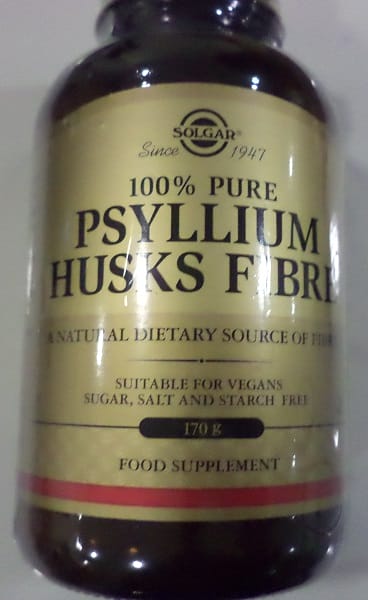 SOLGAR®
Since 1947
100% PURE
PSYLLIUM
HUSKS FIBRE
A NATURAL DIETARY SOURCE OF FIBRE
SUITABLE FOR VEGANS
SUGAR, SALT AND STARCH FREE
170 g
FOOD SUPPLEMENT